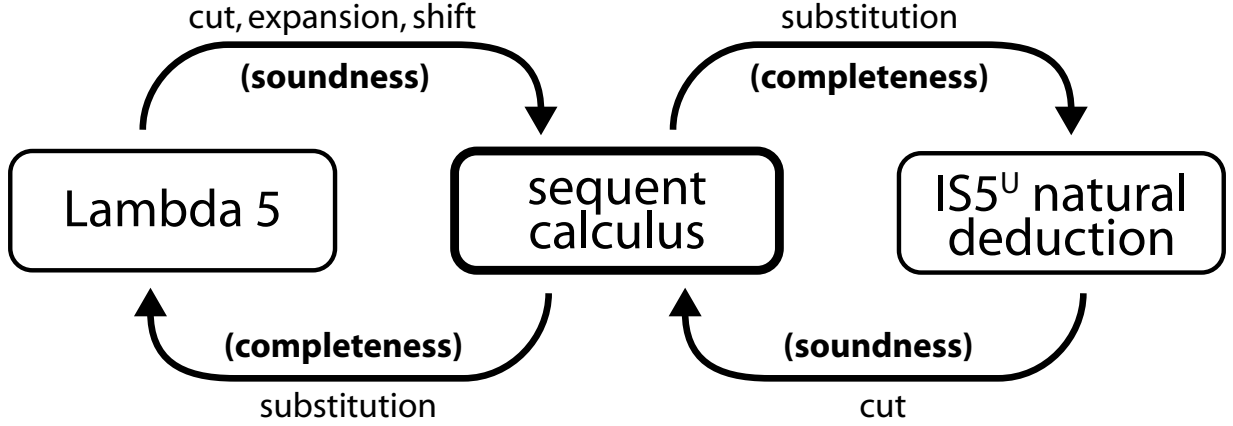 cut, expansion, shift
(soundness)
substitution
(completeness)
Lambda 5
sequent
calculus
IS5ᵁ natural
deduction
(completeness)
substitution
(soundness)
cut